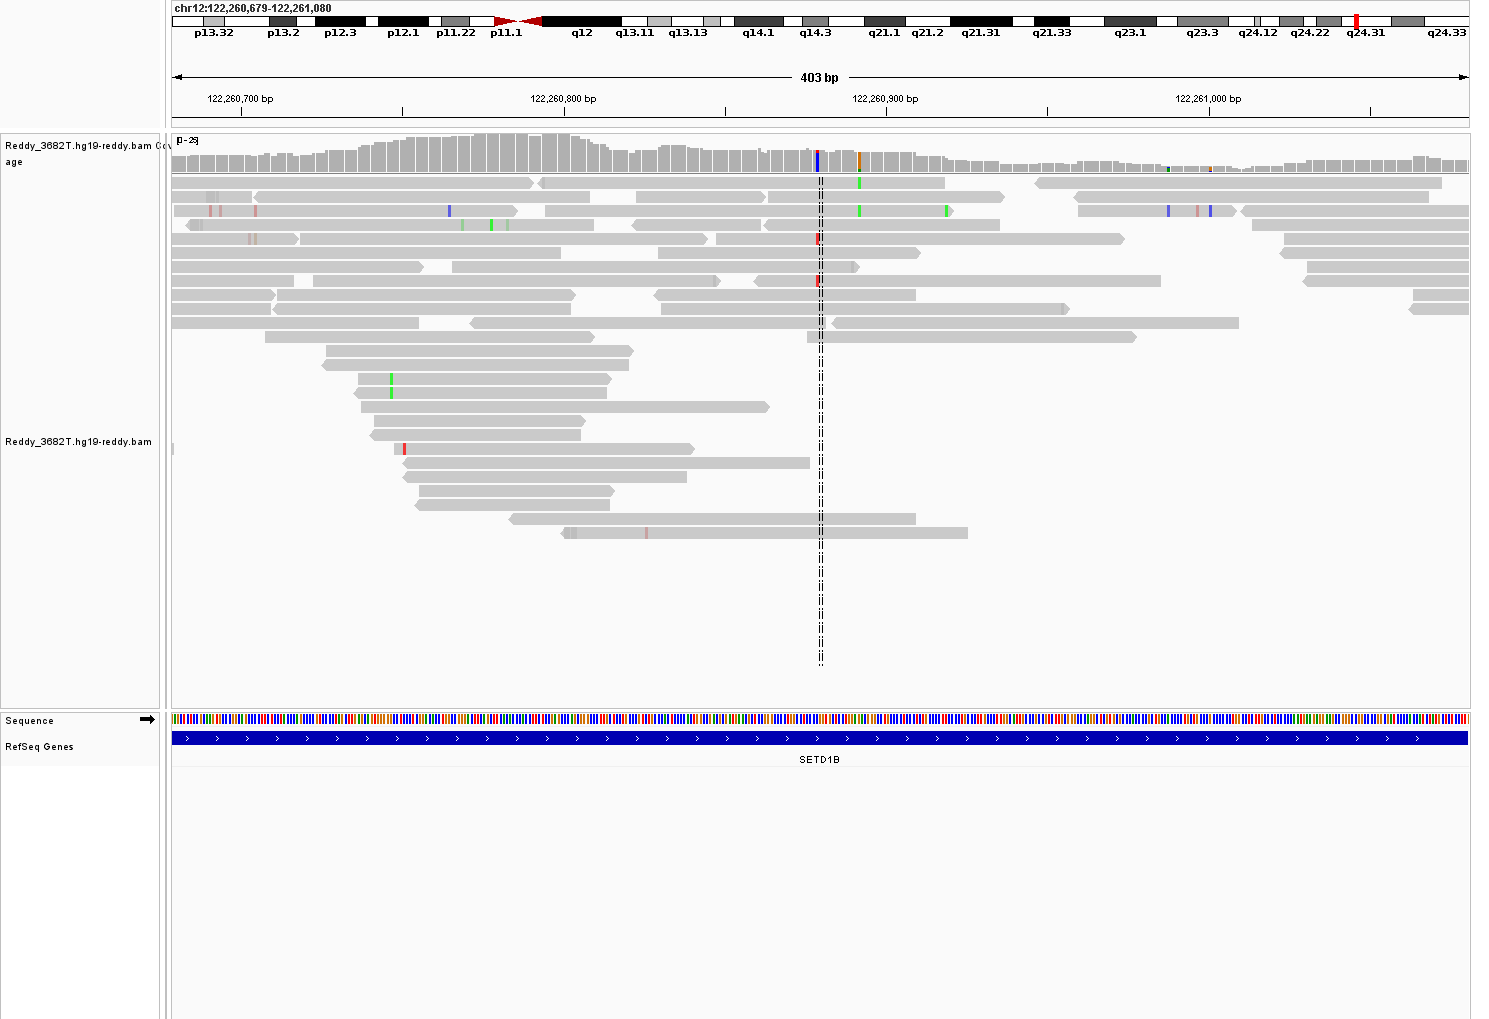 chr12:122,260,679-122,261,080
p13.32 p13.2 p12.3 p12.1 p11.22 p11.1 q12 q13.11 q13.13 q14.1 q14.3 q21.1 q21.2 q21.31 q21.33 q23.1 q23.3 q24.12 q24.22 q24.31 q24.33
403 bp
122,260,700 bp 122,260,800 bp 122,260,900 bp 122,261,000 bp
Reddy_3682T.hg19-reddy.bam Cov
age
[0-25]
Reddy_3682T.hg19-reddy.bam
Sequence
RefSeq Genes
SETD1B